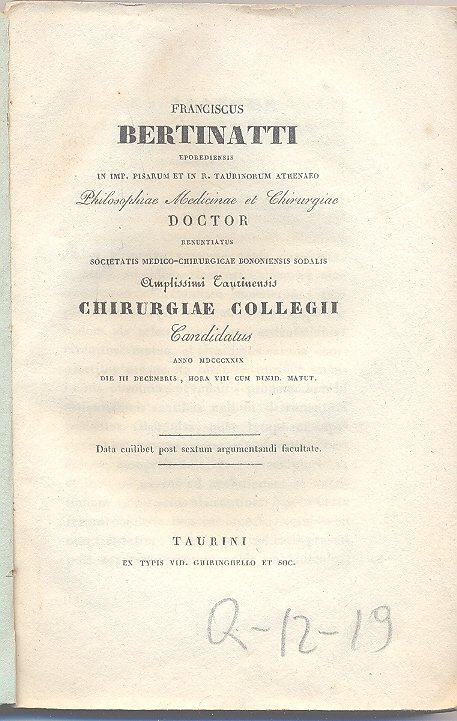 FRANCISCUS
BERTINATTI
EPOREDIENSIS
IN IMP. PISARUM ET IN R. TAURINORUM ATHENAEO
Philosophiae Medicinae et Chirurgiae
DOCTOR
RENUNTIATUS
SOCIETATIS MEDICO-CHIRURGICAE BONONIENSIS SODALIS
Amplissimi Taurinensis
CHIRURGIAE COLLEGII
Candidatus
ANNO MDCCCXXIX
DIE III DECEMBRIS, HORA VIII CUM DIMID. MATUT.
Data cuilibet post sextum argumentandi facultate.
TAURINI
EX TYPIS VID. GHIRINGHELLO ET SOC.
Q-12-19